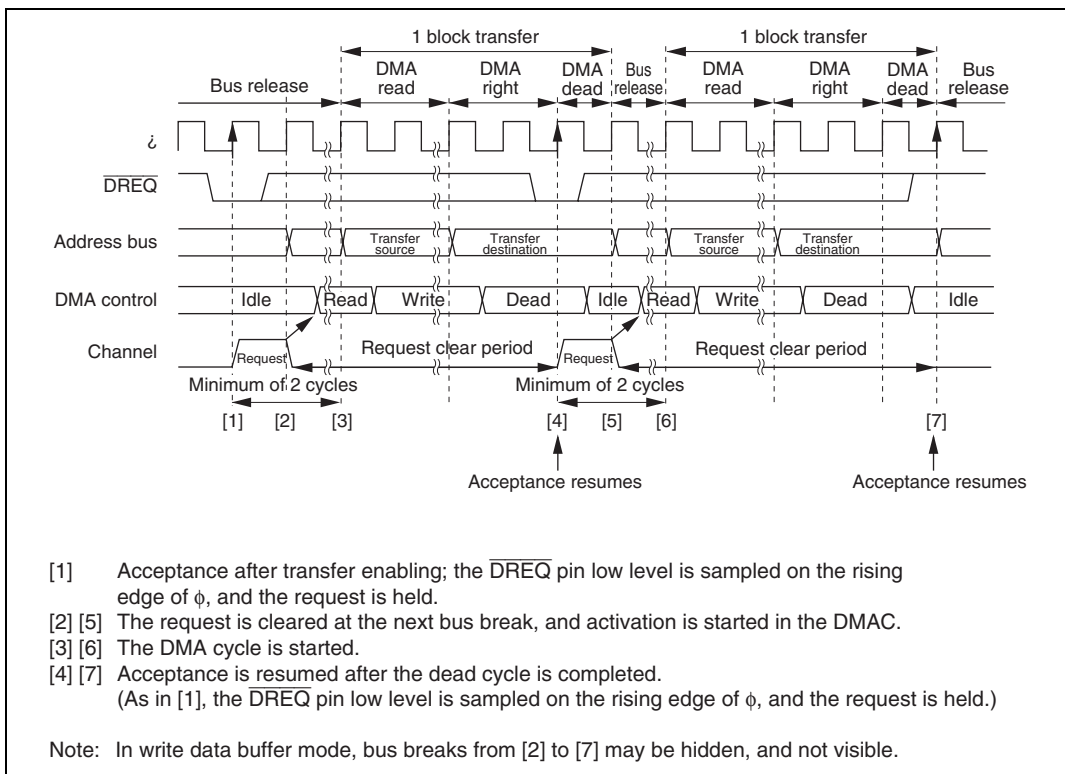 1 block transfer 1 block transfer
Bus release DMA read DMA right DMA dead Bus release DMA read DMA right DMA dead Bus release
¿
DREQ
Address bus Transfer source Transfer destination Transfer source Transfer destination
DMA control Idle Read Write Dead Idle Read Write Dead Idle
Channel Request Request clear period Request Request clear period
Minimum of 2 cycles Minimum of 2 cycles
[1] [2] [3] [4] [5] [6] [7]
Acceptance resumes Acceptance resumes
[1] Acceptance after transfer enabling; the DREQ pin low level is sampled on the rising
edge of ϕ, and the request is held.
[2] [5] The request is cleared at the next bus break, and activation is started in the DMAC.
[3] [6] The DMA cycle is started.
[4] [7] Acceptance is resumed after the dead cycle is completed.
(As in [1], the DREQ pin low level is sampled on the rising edge of ϕ, and the request is held.)
Note: In write data buffer mode, bus breaks from [2] to [7] may be hidden, and not visible.